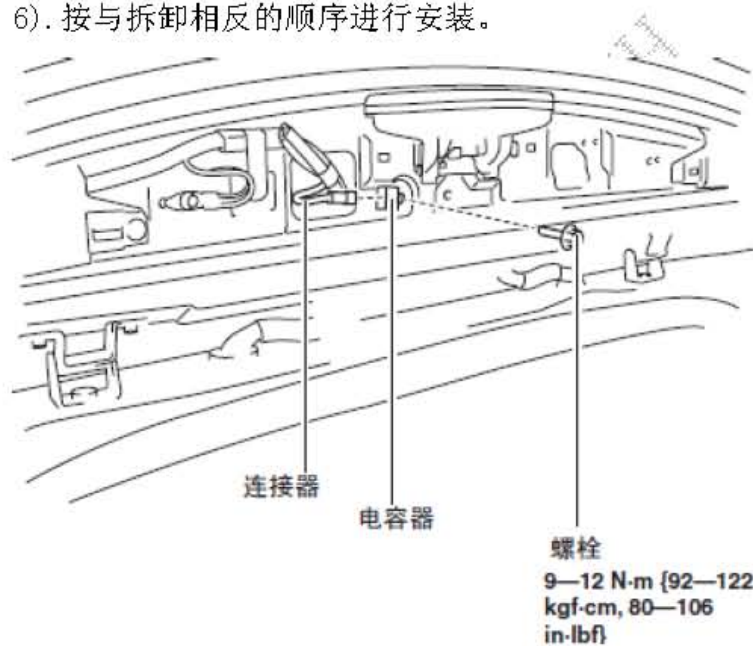 6). 按与拆卸相反的顺序进行安装。
连接器
电容器
螺栓
9—12 N·m {92—122
kgf·cm, 80—106
in·lbf}